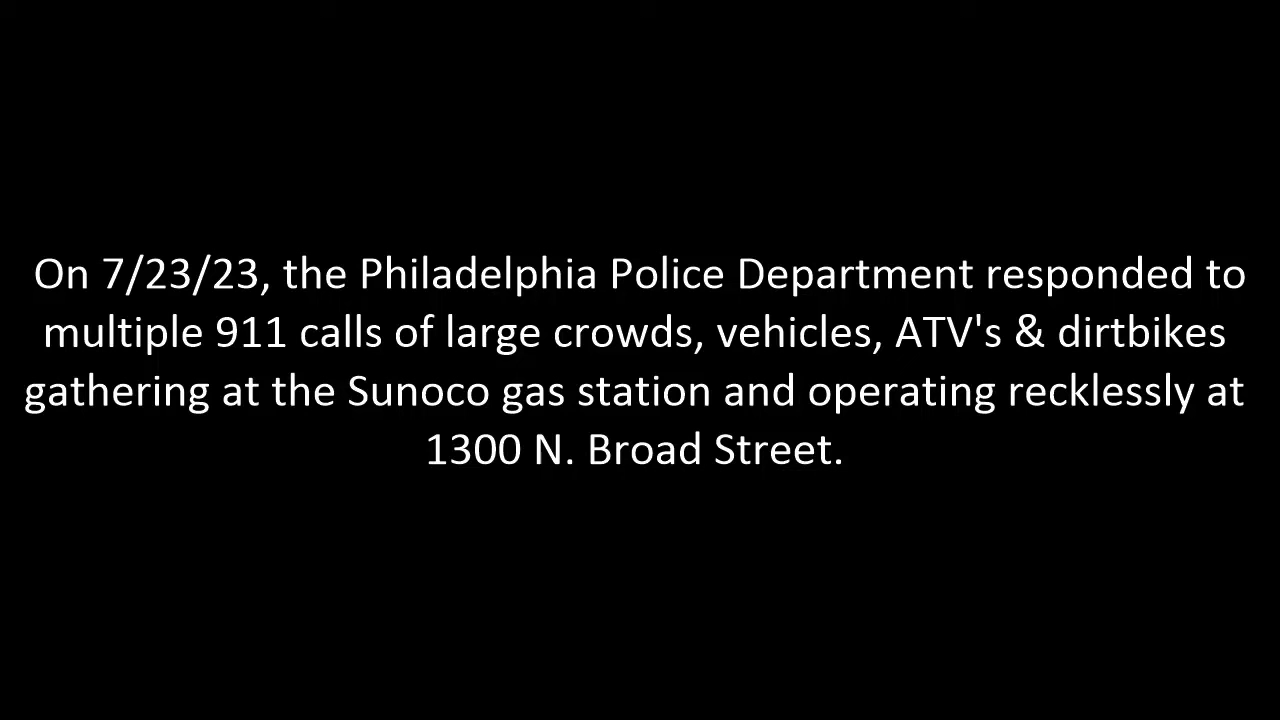 On 7/23/23, the Philadelphia Police Department responded to
multiple 911 calls of large crowds, vehicles, ATV's & dirtbikes
gathering at the Sunoco gas station and operating recklessly at
1300 N. Broad Street.